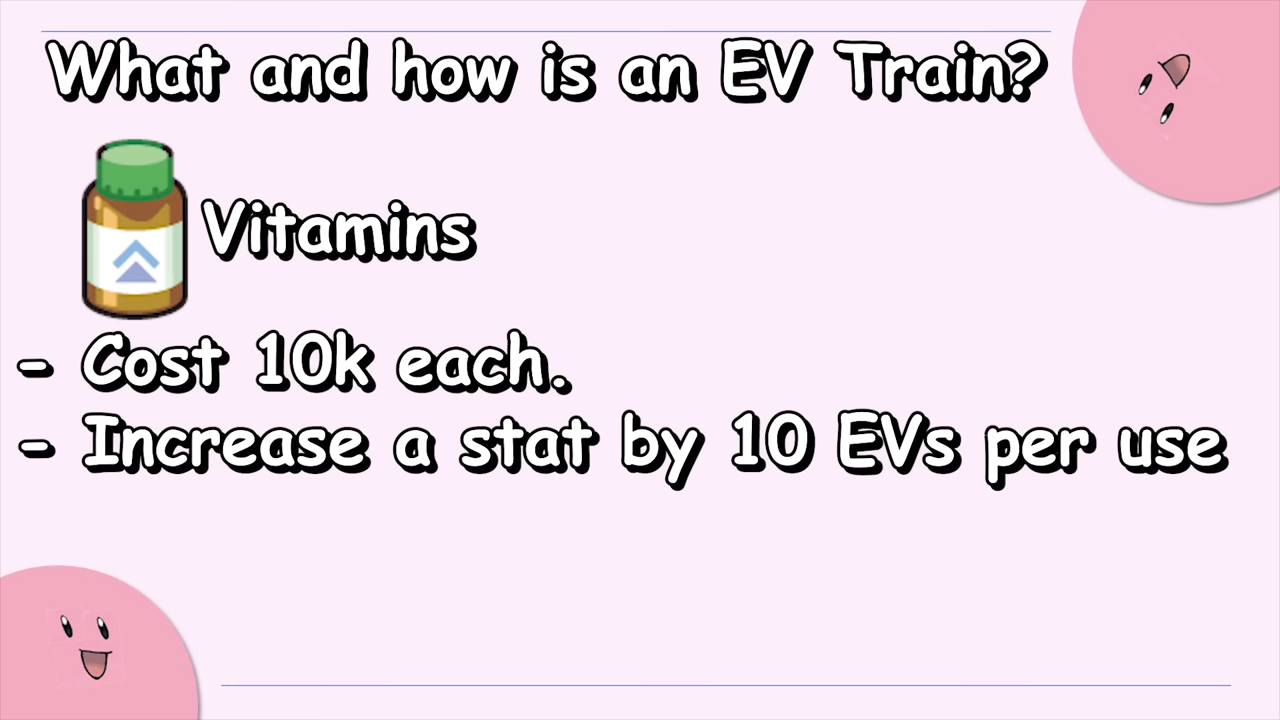 What and how is an EV Train?
Vitamins
- Cost 10k each.
- Increase a stat by 10 EVs per use